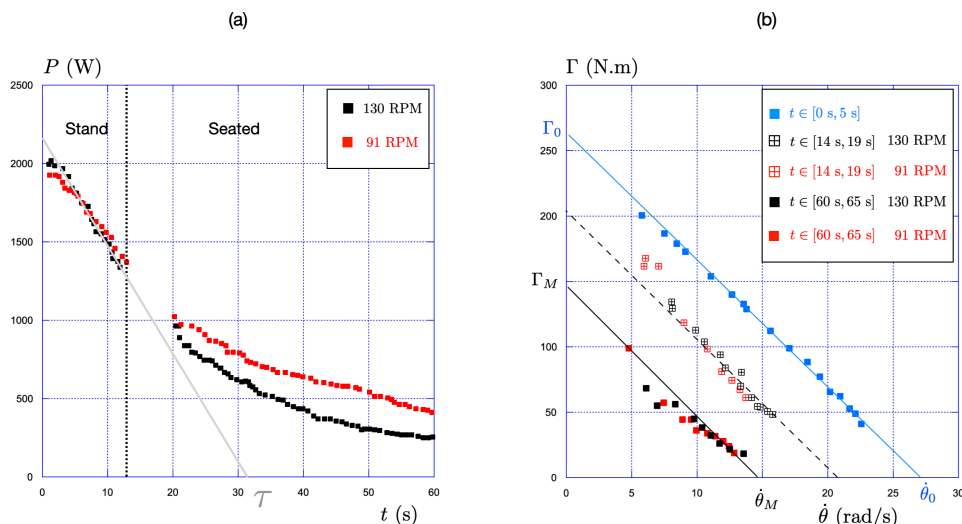 (a)
P (W)
2500
2000
1500
1000
500
0
Stand
Seated
130 RPM
91 RPM
0
10
20
30
40
50
60
τ
t (s)
(b)
Γ (N.m)
300
250
200
150
100
50
0
Γ₀
Γ_M
t ∈ [0 s, 5 s]
t ∈ [14 s, 19 s] 130 RPM
t ∈ [14 s, 19 s] 91 RPM
t ∈ [60 s, 65 s] 130 RPM
t ∈ [60 s, 65 s] 91 RPM
0
5
10
15
20
25
30
θ̇_M
θ̇ (rad/s)
θ̇₀